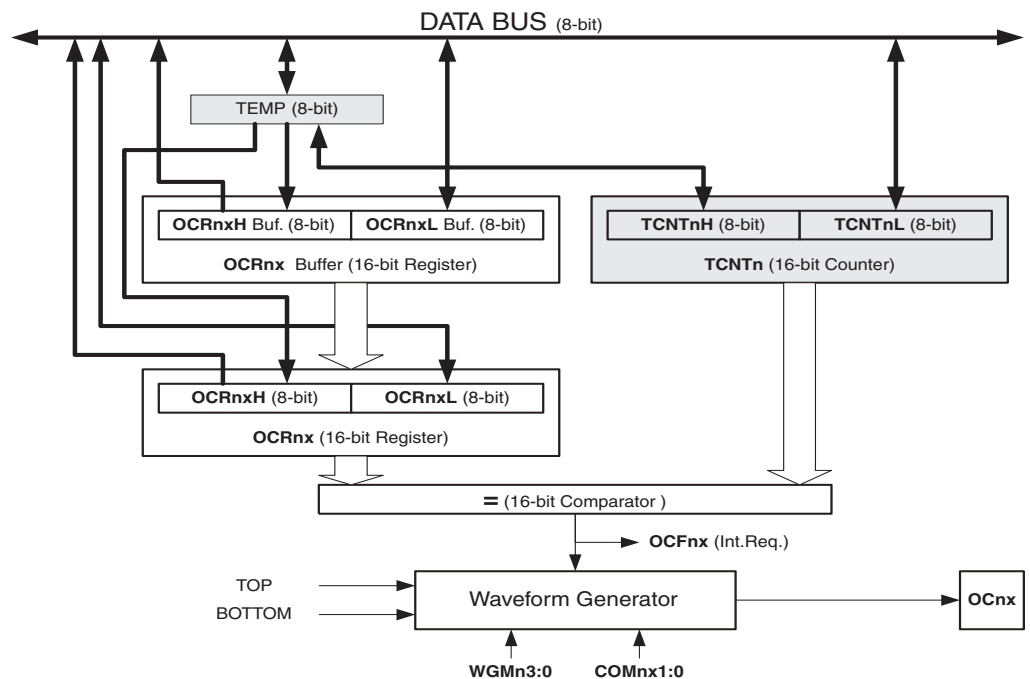 DATA BUS (8-bit)
TEMP (8-bit)
OCRnxH Buf. (8-bit) OCRnxL Buf. (8-bit)
OCRnx Buffer (16-bit Register)
TCNTnH (8-bit) TCNTnL (8-bit)
TCNTn (16-bit Counter)
OCRnxH (8-bit) OCRnxL (8-bit)
OCRnx (16-bit Register)
= (16-bit Comparator )
OCFnx (Int.Req.)
TOP
BOTTOM
Waveform Generator
OCnx
WGMn3:0 COMnx1:0